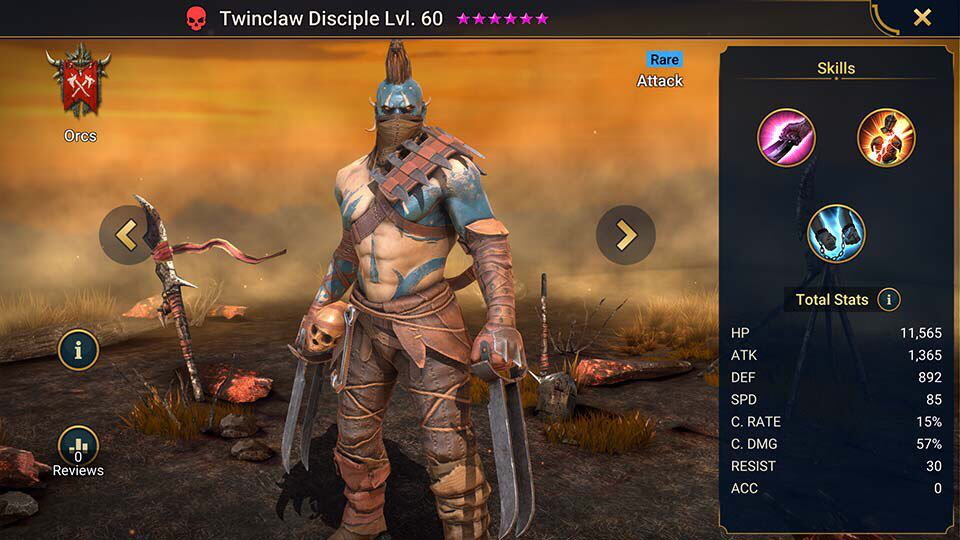 Twinclaw Disciple Lvl. 60
Rare
Attack
Orcs
Skills
Total Stats i
HP 11,565
ATK 1,365
DEF 892
SPD 85
C. RATE 15%
C. DMG 57%
RESIST 30
ACC 0
i
0
Reviews